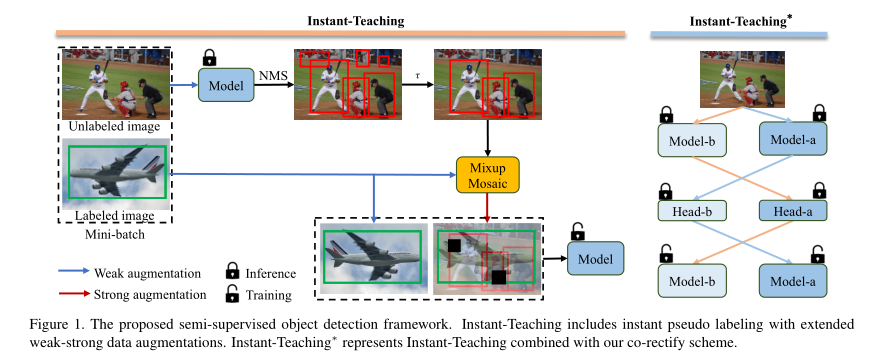 Instant-Teaching
Instant-Teaching*
Model
NMS
τ
Unlabeled image
Labeled image
Mini-batch
Mixup
Mosaic
Model
Weak augmentation
Inference
Strong augmentation
Training
Model-b
Model-a
Head-b
Head-a
Model-b
Model-a
Figure 1. The proposed semi-supervised object detection framework. Instant-Teaching includes instant pseudo labeling with extended
weak-strong data augmentations. Instant-Teaching* represents Instant-Teaching combined with our co-rectify scheme.